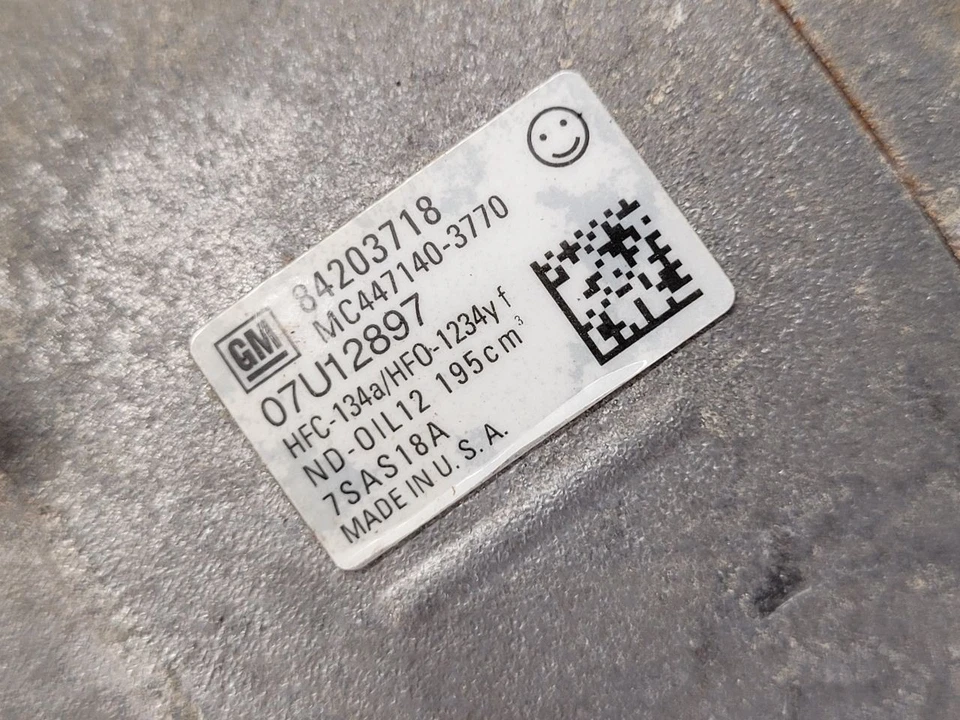 84203718
MC447140-3770
GM
07U12897
HFC-134a/HFO-1234yf
ND-OIL12 195cm³
7SAS18A
MADE IN U.S.A.